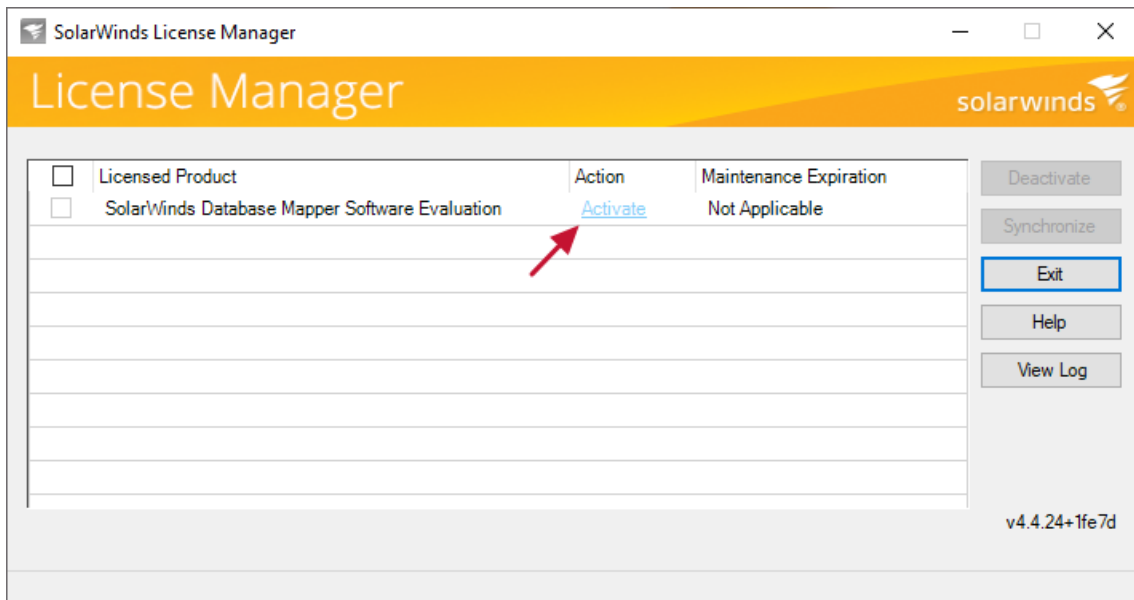 SolarWinds License Manager
License Manager
solarwinds
Licensed Product Action Maintenance Expiration
SolarWinds Database Mapper Software Evaluation Activate Not Applicable
Deactivate
Synchronize
Exit
Help
View Log
v4.4.24+1fe7d